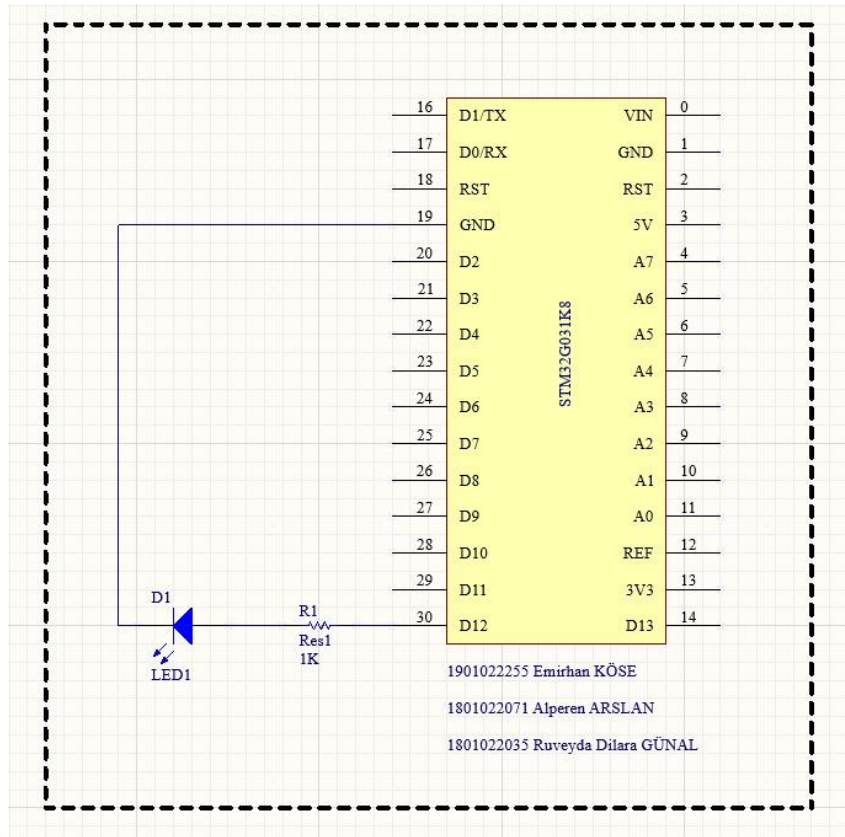 16 D1/TX VIN 0
17 D0/RX GND 1
18 RST RST 2
19 GND 5V 3
20 D2 A7 4
21 D3 A6 5
22 D4 A5 6
23 D5 A4 7
24 D6 A3 8
25 D7 A2 9
26 D8 A1 10
27 D9 A0 11
28 D10 REF 12
29 D11 3V3 13
30 D12 D13 14
STM32G031K8
D1
LED1
R1
Res1
1K
1901022255 Emirhan KÖSE
1801022071 Alperen ARSLAN
1801022035 Ruveyda Dilara GÜNAL